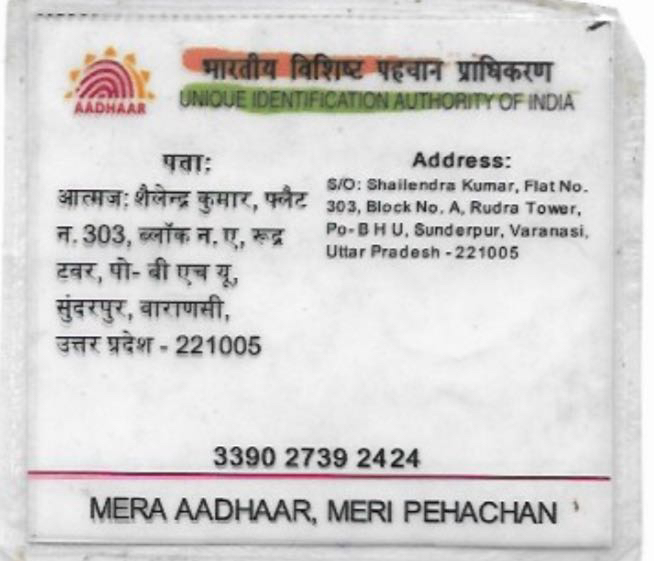 भारतीय विशिष्ट पहचान प्राधिकरण
AADHAAR
UNIQUE IDENTIFICATION AUTHORITY OF INDIA
पता:
आत्मज: शैलेन्द्र कुमार, फ्लैट
न. 303, ब्लॉक न. ए, रूद्र
टवर, पो- बी एच यू,
सुंदरपुर, वाराणसी,
उत्तर प्रदेश - 221005
Address:
S/O: Shailendra Kumar, Flat No.
303, Block No. A, Rudra Tower,
Po- B H U, Sunderpur, Varanasi,
Uttar Pradesh - 221005
3390 2739 2424
MERA AADHAAR, MERI PEHACHAN